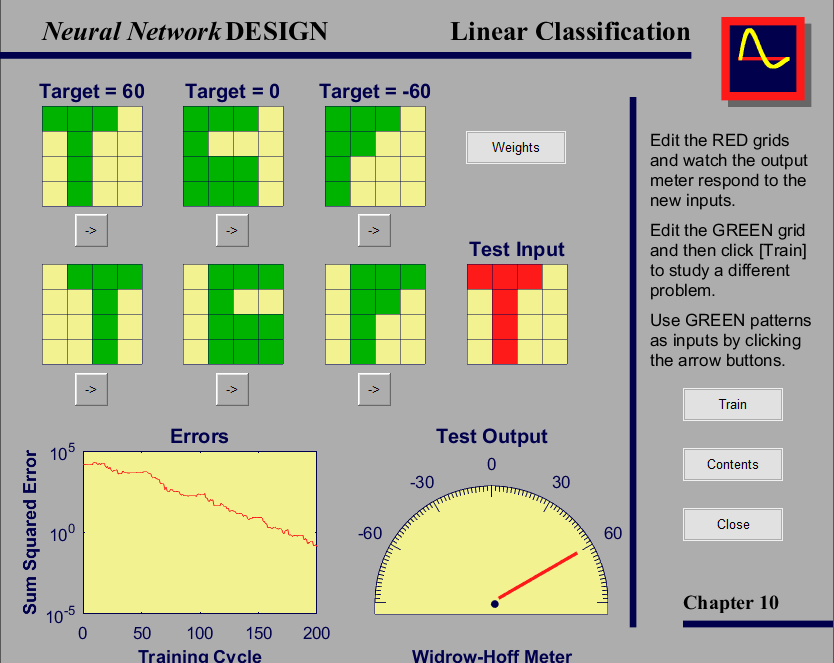 Neural Network DESIGN
Linear Classification
Target = 60
Target = 0
Target = -60
Weights
->
->
->
Test Input
->
->
->
Edit the RED grids
and watch the output
meter respond to the
new inputs.
Edit the GREEN grid
and then click [Train]
to study a different
problem.
Use GREEN patterns
as inputs by clicking
the arrow buttons.
Train
Contents
Close
Errors
Sum Squared Error
10^5
10^0
10^-5
0 50 100 150 200
Training Cycle
Test Output
-60 -30 0 30 60
Widrow-Hoff Meter
Chapter 10